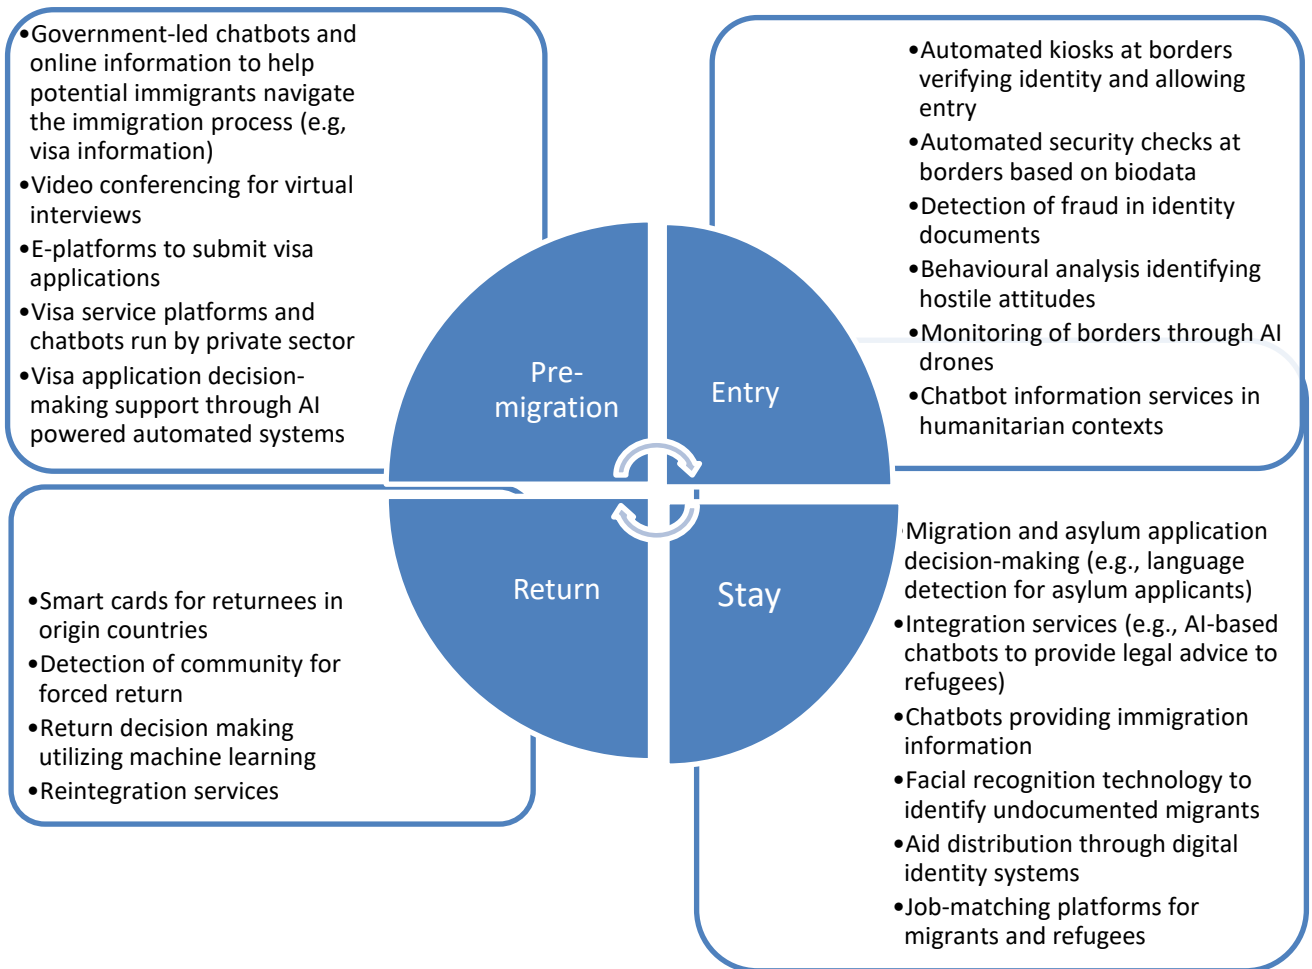 •Government-led chatbots and
online information to help
potential immigrants navigate
the immigration process (e.g,
visa information)
•Video conferencing for virtual
interviews
•E-platforms to submit visa
applications
•Visa service platforms and
chatbots run by private sector
•Visa application decision-
making support through AI
powered automated systems
•Automated kiosks at borders
verifying identity and allowing
entry
•Automated security checks at
borders based on biodata
•Detection of fraud in identity
documents
•Behavioural analysis identifying
hostile attitudes
•Monitoring of borders through AI
drones
•Chatbot information services in
humanitarian contexts
Pre-
migration
Entry
Return
Stay
•Smart cards for returnees in
origin countries
•Detection of community for
forced return
•Return decision making
utilizing machine learning
•Reintegration services
•Migration and asylum application
decision-making (e.g., language
detection for asylum applicants)
•Integration services (e.g., AI-based
chatbots to provide legal advice to
refugees)
•Chatbots providing immigration
information
•Facial recognition technology to
identify undocumented migrants
•Aid distribution through digital
identity systems
•Job-matching platforms for
migrants and refugees